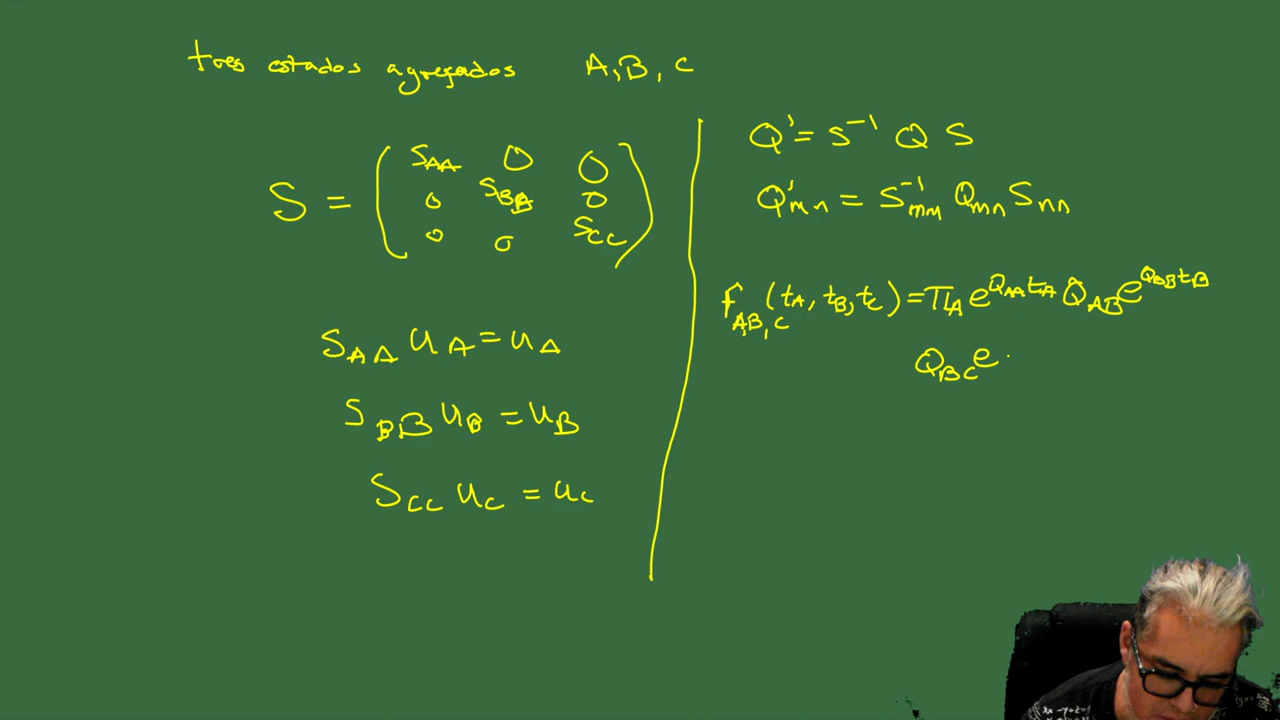 tres estados agregados A, B, C
S = ( S_AA 0 0
0 S_BB 0
0 0 S_CC )
S_AA u_A = u_A
S_BB u_B = u_B
S_CC u_C = u_C
Q' = S^-1 Q S
Q'_mn = S^-1_mm Q_mn S_nn
f_A,B,C (t_A, t_B, t_C) = π_A e^Q_AA t_A Q_AB e^Q_BB t_B
Q_BC e